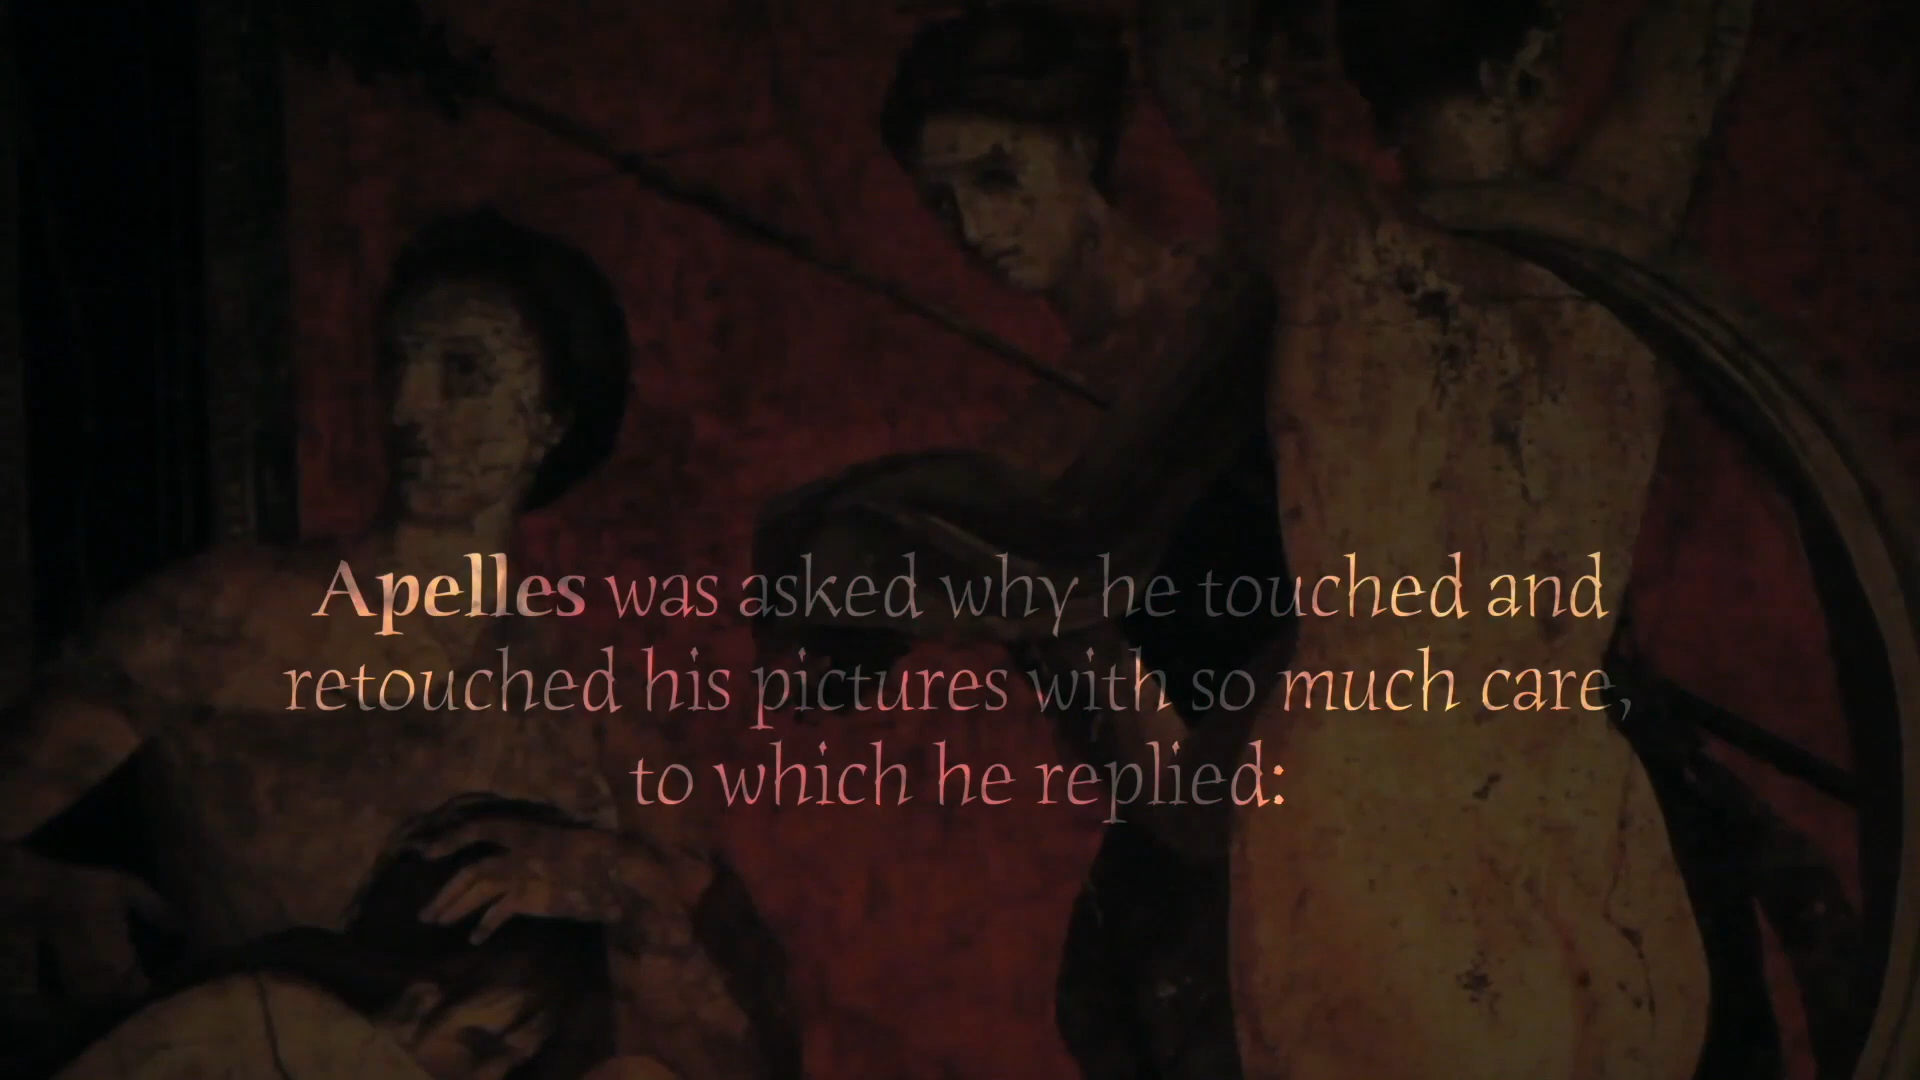 Apelles was asked why he touched and
retouched his pictures with so much care,
to which he replied: